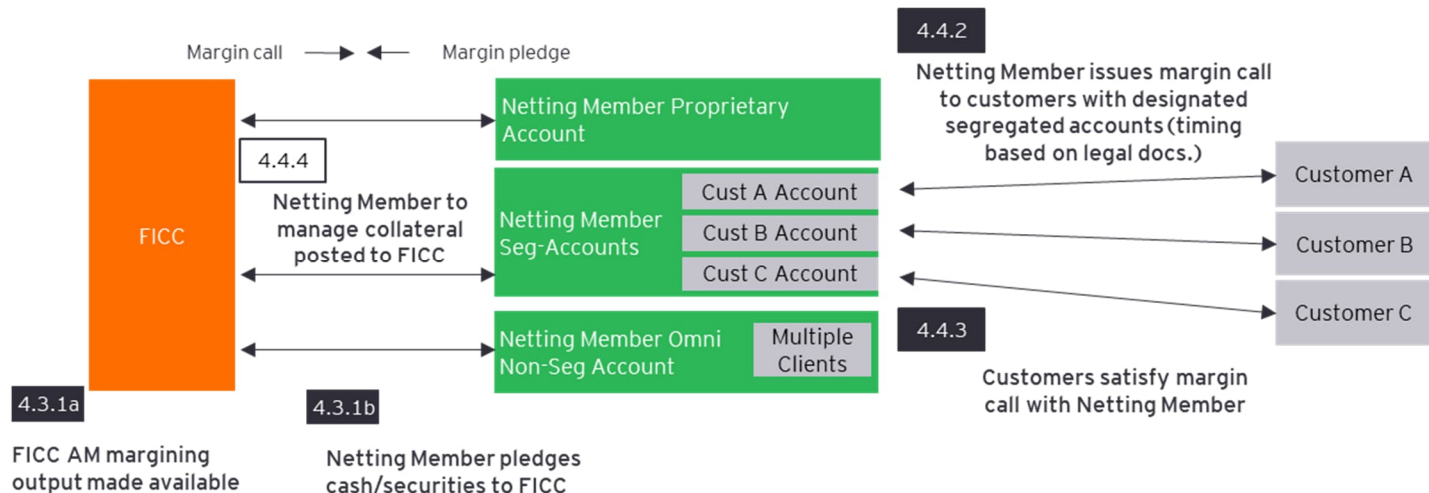 Margin call
Margin pledge
4.4.2
Netting Member issues margin call
to customers with designated
segregated accounts (timing
based on legal docs.)
Netting Member Proprietary
Account
4.4.4
Netting Member to
manage collateral
posted to FICC
FICC
Netting Member
Seg-Accounts
Cust A Account
Cust B Account
Cust C Account
Customer A
Customer B
Customer C
Netting Member Omni
Non-Seg Account
Multiple
Clients
4.4.3
Customers satisfy margin
call with Netting Member
4.3.1a
FICC AM margining
output made available
4.3.1b
Netting Member pledges
cash/securities to FICC